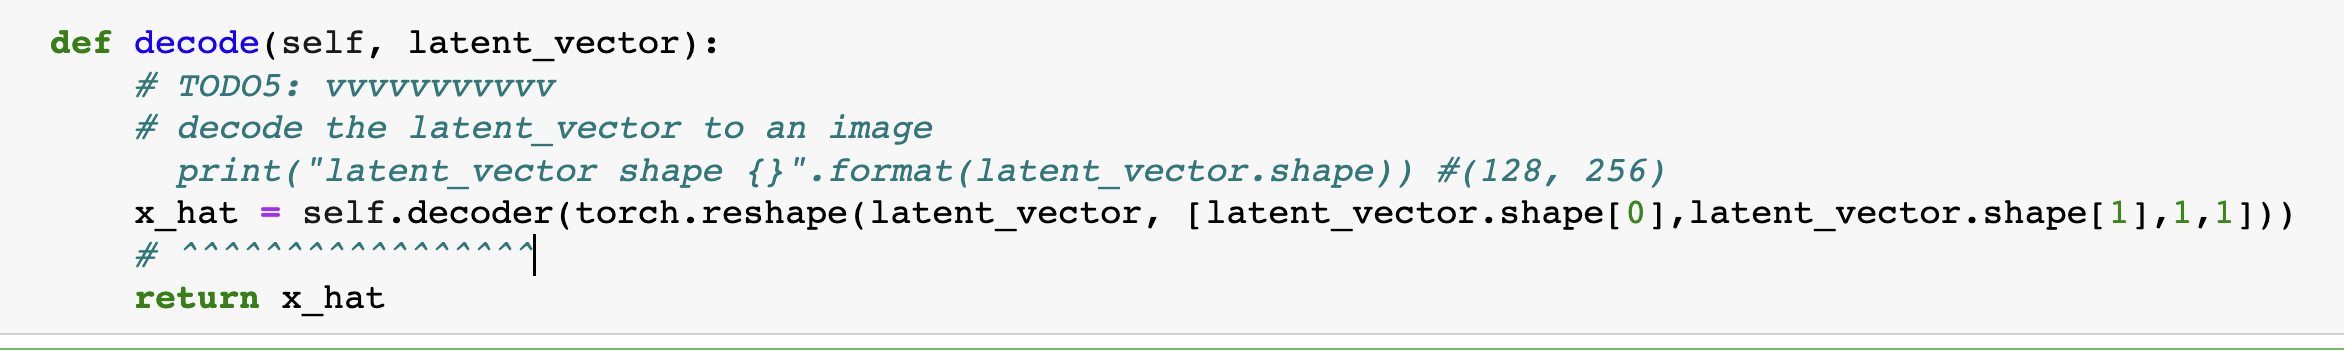 def decode(self, latent_vector):
# TODO5: vvvvvvvvvvv
# decode the latent_vector to an image
print("latent_vector shape {}".format(latent_vector.shape)) #(128, 256)
x_hat = self.decoder(torch.reshape(latent_vector, [latent_vector.shape[0],latent_vector.shape[1],1,1]))
# ^^^^^^^^^^^^^^^^^
return x_hat